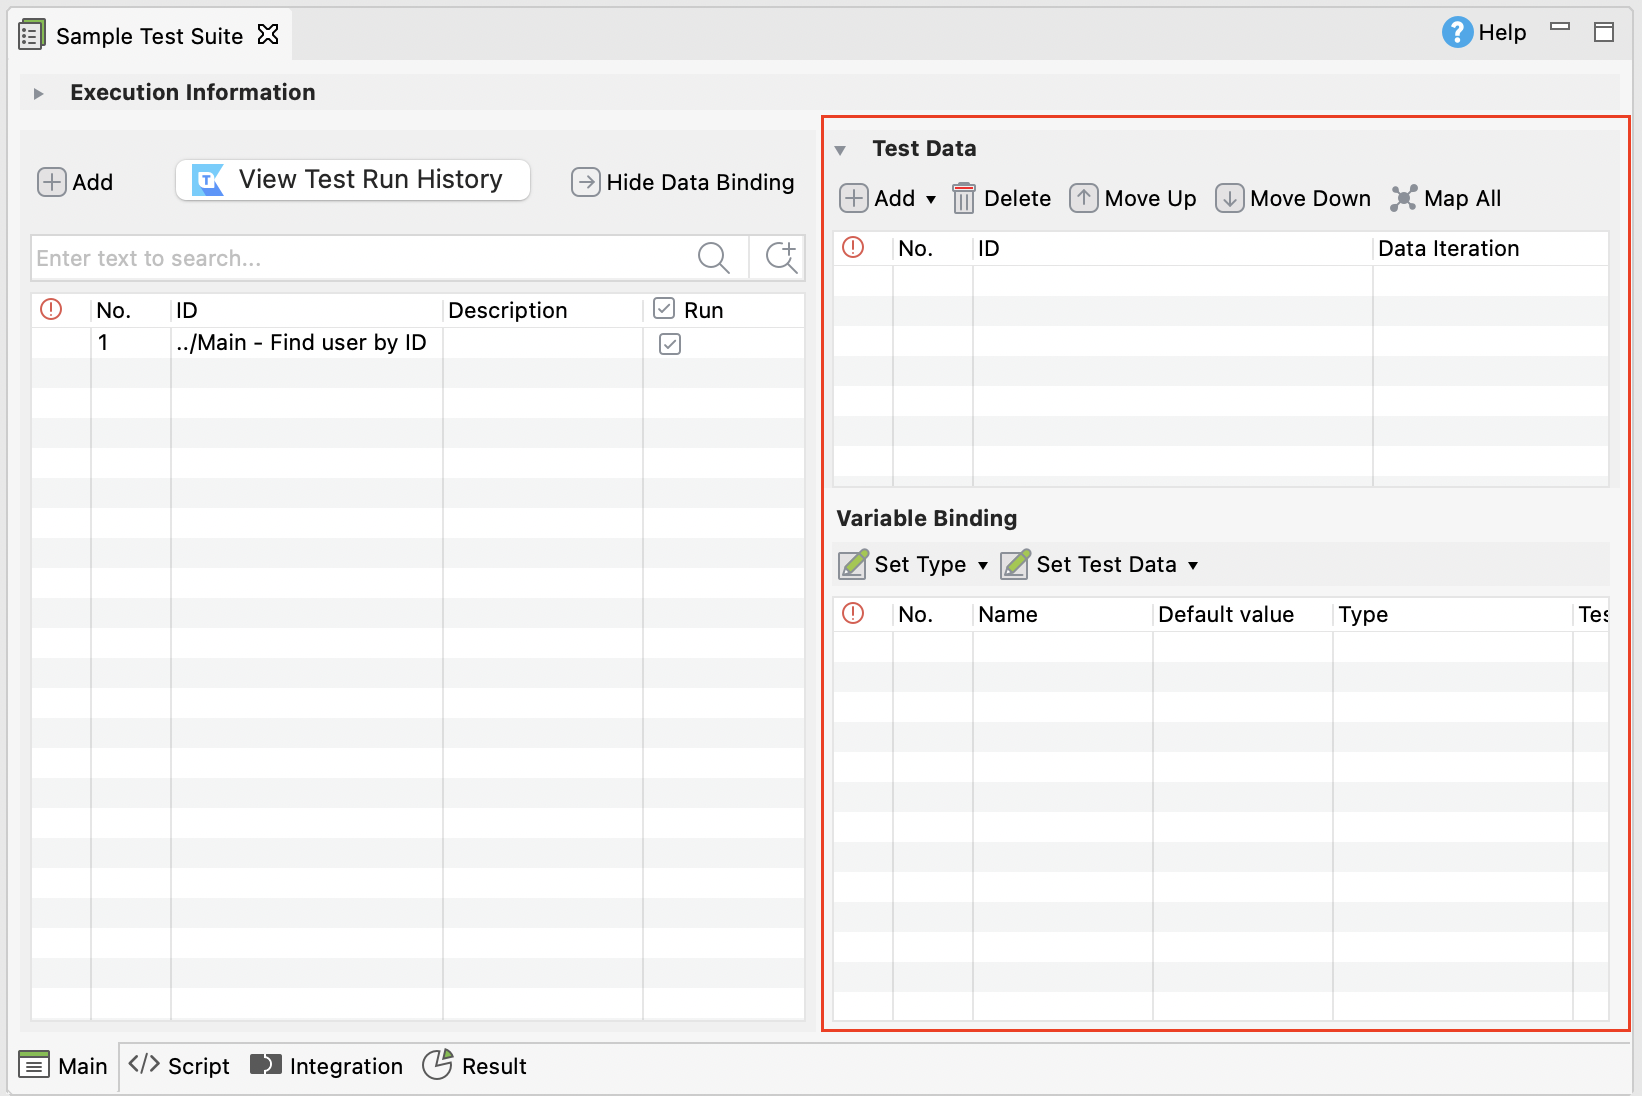 Sample Test Suite
Help
Execution Information
Add
View Test Run History
Hide Data Binding
Enter text to search...
No. ID Description Run
1 ../Main - Find user by ID
Test Data
Add Delete Move Up Move Down Map All
No. ID Data Iteration
Variable Binding
Set Type Set Test Data
No. Name Default value Type Tes
Main Script Integration Result